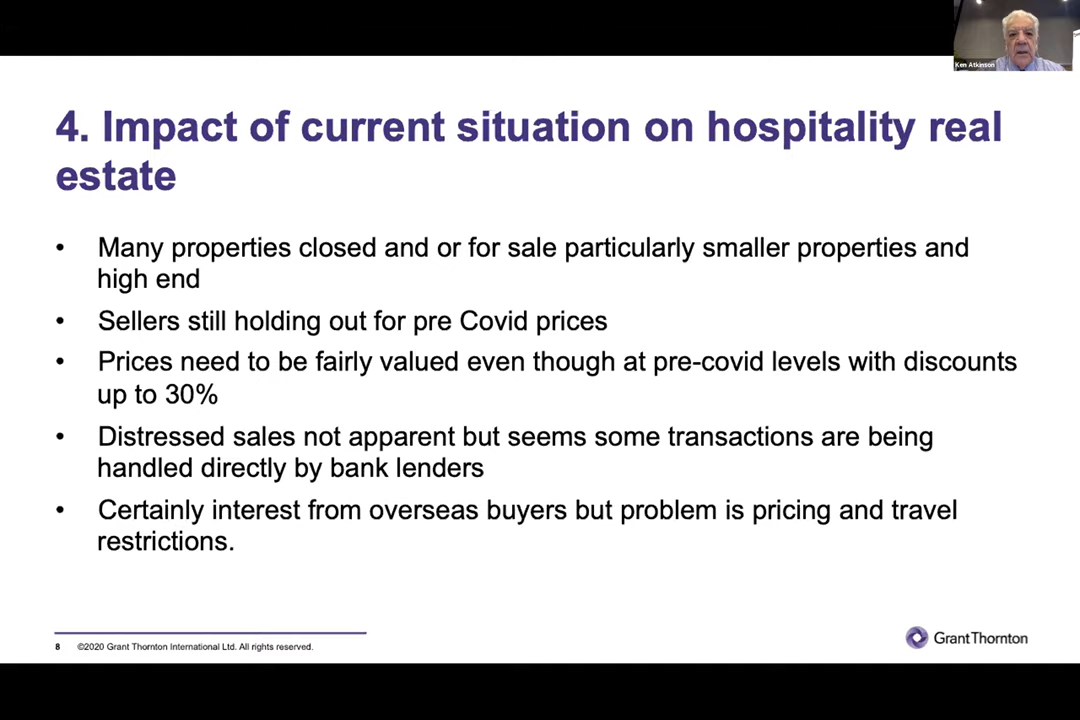 Ken Atkinson
4. Impact of current situation on hospitality real
estate
• Many properties closed and or for sale particularly smaller properties and
high end
• Sellers still holding out for pre Covid prices
• Prices need to be fairly valued even though at pre-covid levels with discounts
up to 30%
• Distressed sales not apparent but seems some transactions are being
handled directly by bank lenders
• Certainly interest from overseas buyers but problem is pricing and travel
restrictions.
8 ©2020 Grant Thornton International Ltd. All rights reserved.
Grant Thornton